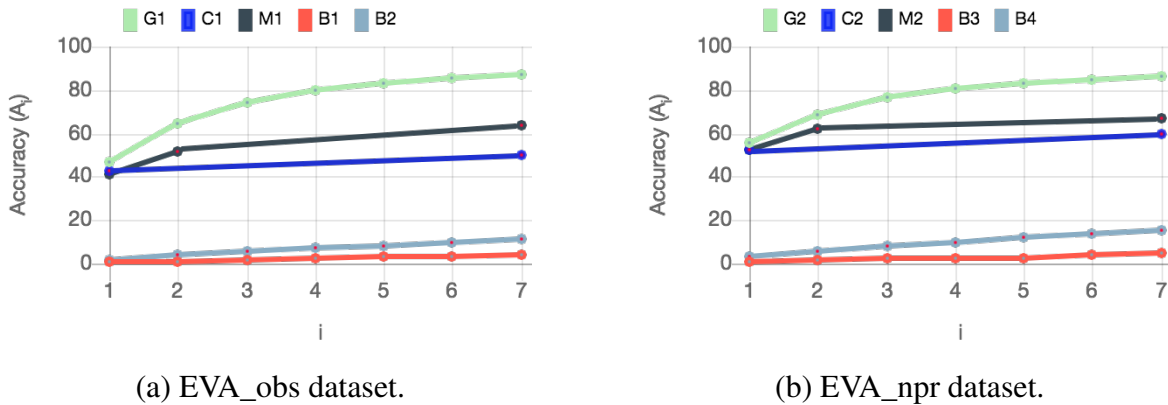 G1 C1 M1 B1 B2
100
80
60
40
20
0
Accuracy (Ai)
1 2 3 4 5 6 7
i
(a) EVA_obs dataset.
G2 C2 M2 B3 B4
100
80
60
40
20
0
Accuracy (Ai)
1 2 3 4 5 6 7
i
(b) EVA_npr dataset.